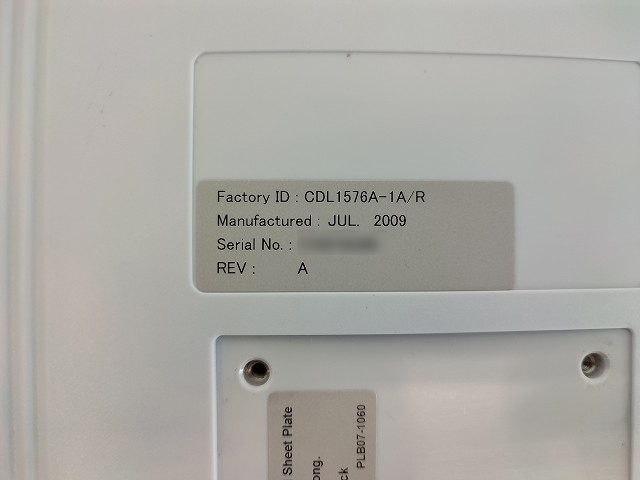 Factory ID : CDL1576A-1A/R
Manufactured : JUL. 2009
Serial No. :
REV : A
Sheet Plate
ong.
ck
PLB07-1060